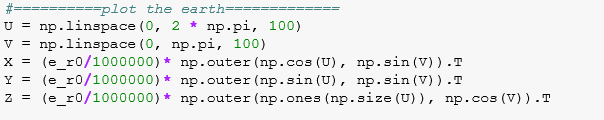 #==========plot the earth=============
U = np.linspace(0, 2 * np.pi, 100)
V = np.linspace(0, np.pi, 100)
X = (e_r0/1000000)* np.outer(np.cos(U), np.sin(V)).T
Y = (e_r0/1000000)* np.outer(np.sin(U), np.sin(V)).T
Z = (e_r0/1000000)* np.outer(np.ones(np.size(U)), np.cos(V)).T